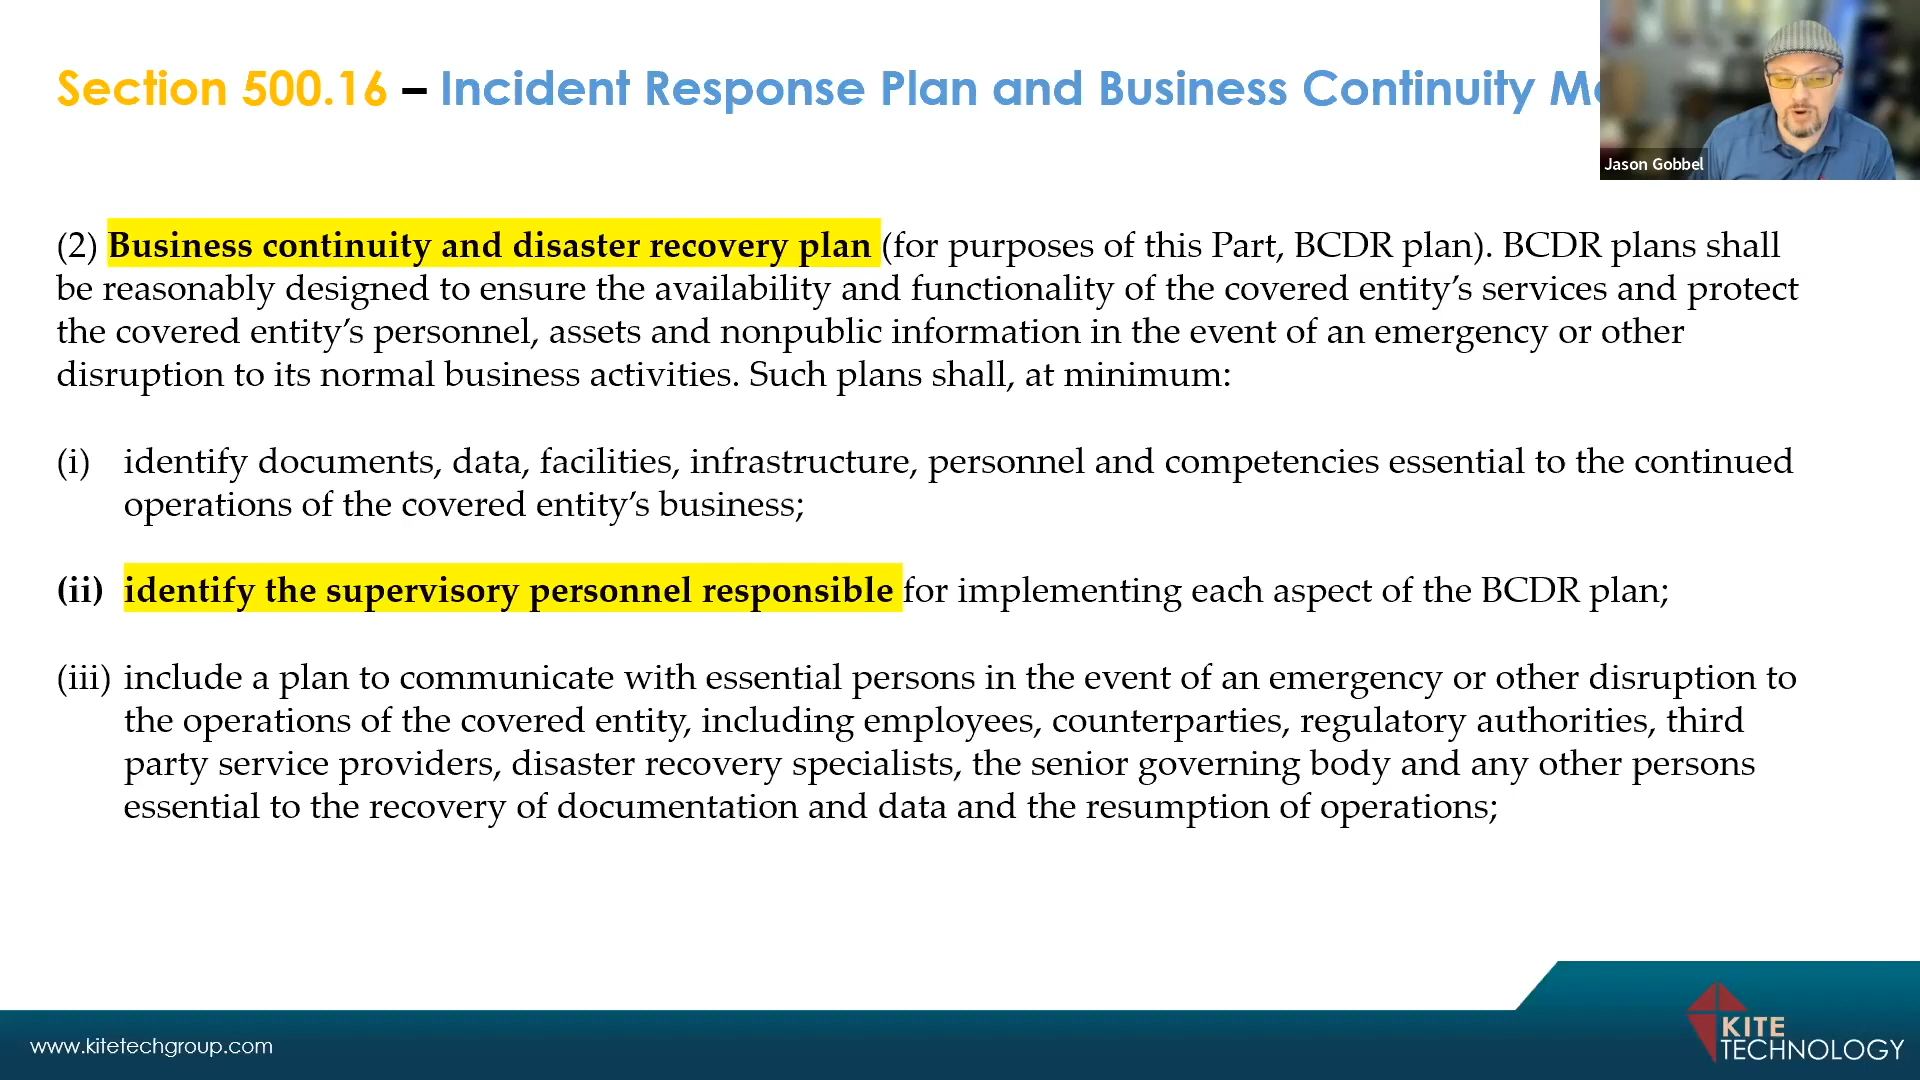 Section 500.16 – Incident Response Plan and Business Continuity
Jason Gobbel
(2) Business continuity and disaster recovery plan (for purposes of this Part, BCDR plan). BCDR plans shall
be reasonably designed to ensure the availability and functionality of the covered entity’s services and protect
the covered entity’s personnel, assets and nonpublic information in the event of an emergency or other
disruption to its normal business activities. Such plans shall, at minimum:
(i) identify documents, data, facilities, infrastructure, personnel and competencies essential to the continued
operations of the covered entity’s business;
(ii) identify the supervisory personnel responsible for implementing each aspect of the BCDR plan;
(iii) include a plan to communicate with essential persons in the event of an emergency or other disruption to
the operations of the covered entity, including employees, counterparties, regulatory authorities, third
party service providers, disaster recovery specialists, the senior governing body and any other persons
essential to the recovery of documentation and data and the resumption of operations;
www.kitetechgroup.com
KITE
TECHNOLOGY